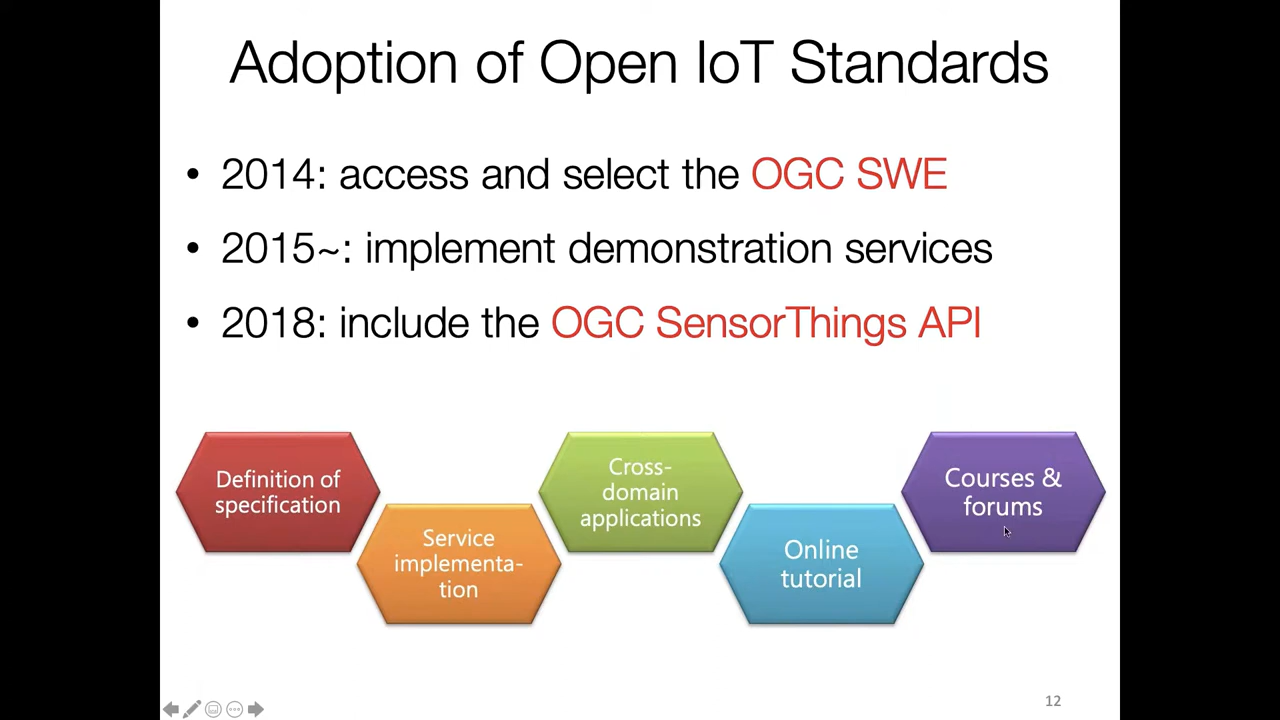 Adoption of Open IoT Standards
• 2014: access and select the OGC SWE
• 2015~: implement demonstration services
• 2018: include the OGC SensorThings API
Definition of
specification
Service
implementa-
tion
Cross-
domain
applications
Online
tutorial
Courses &
forums
12